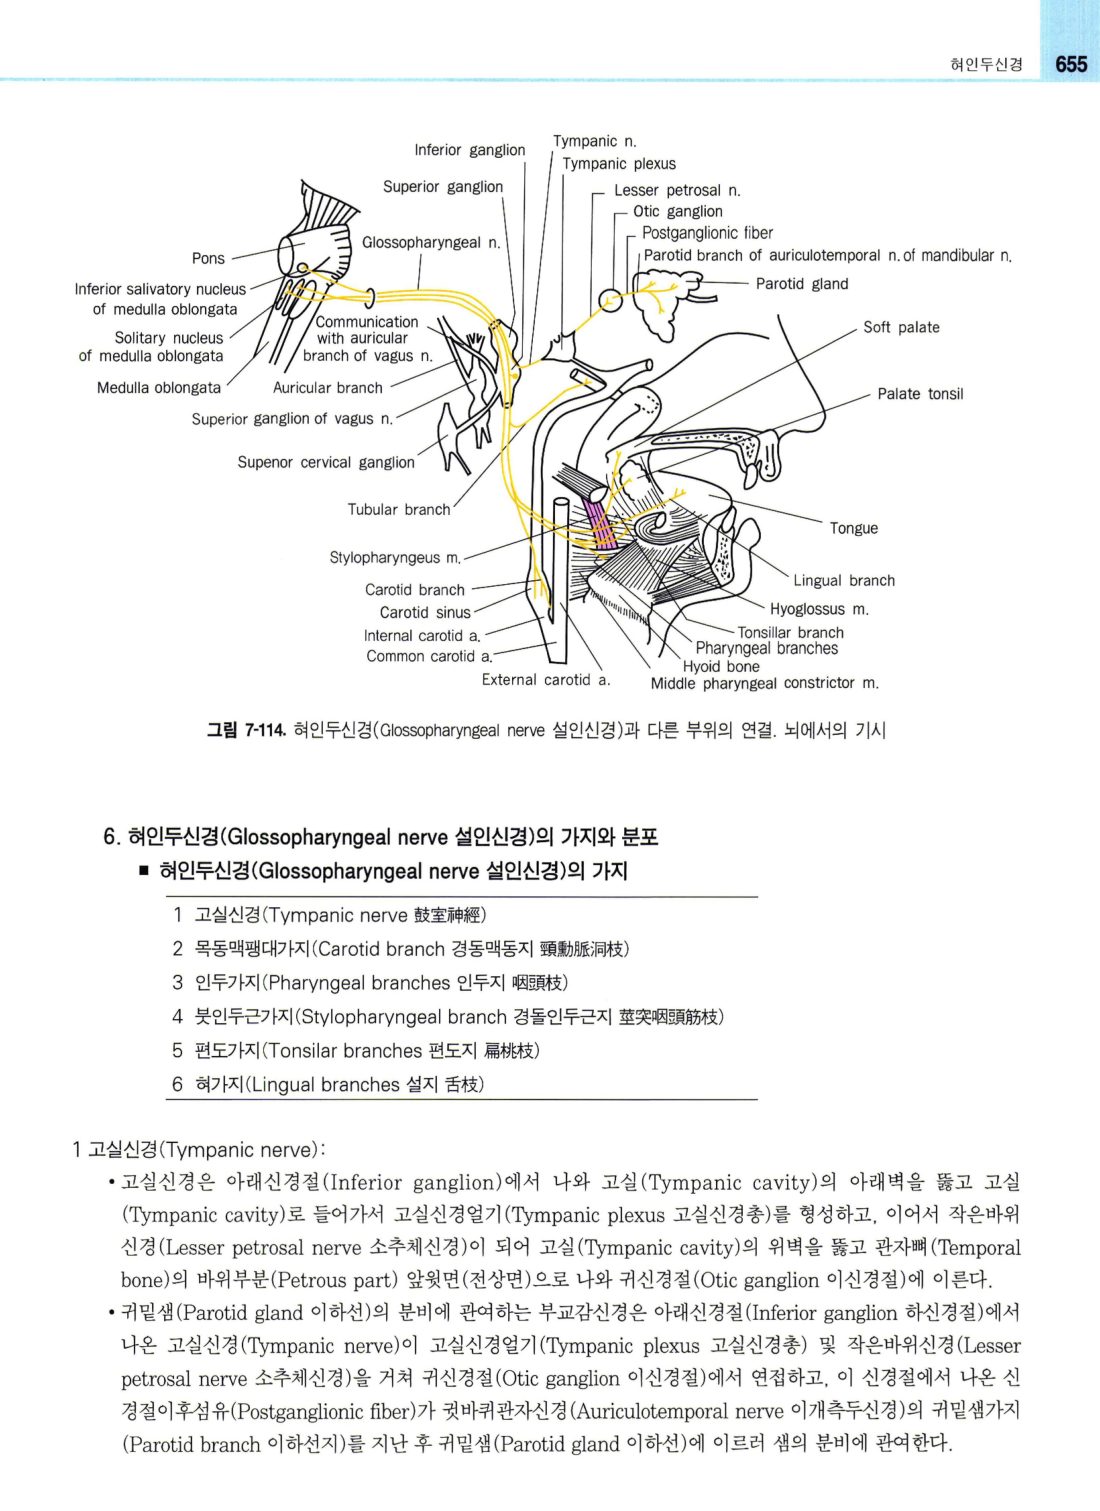 혀인두신경 655
Inferior ganglion
Tympanic n.
Tympanic plexus
Superior ganglion
Lesser petrosal n.
Otic ganglion
Glossopharyngeal n.
Postganglionic fiber
Pons
Parotid branch of auriculotemporal n. of mandibular n.
Parotid gland
Inferior salivatory nucleus
of medulla oblongata
Communication
with auricular
branch of vagus n.
Soft palate
Solitary nucleus
of medulla oblongata
Medulla oblongata
Auricular branch
Palate tonsil
Superior ganglion of vagus n.
Supenor cervical ganglion
Tubular branch
Tongue
Stylopharyngeus m.
Lingual branch
Carotid branch
Hyoglossus m.
Carotid sinus
Tonsillar branch
Internal carotid a.
Pharyngeal branches
Common carotid a.
Hyoid bone
External carotid a.
Middle pharyngeal constrictor m.
그림 7-114. 혀인두신경(Glossopharyngeal nerve 설인신경)과 다른 부위의 연결. 뇌에서의 기시
6. 혀인두신경(Glossopharyngeal nerve 설인신경)의 가지와 분포
■ 혀인두신경(Glossopharyngeal nerve 설인신경)의 가지
1 고실신경(Tympanic nerve 鼓室神經)
2 목동맥팽대가지(Carotid branch 경동맥동지 頸動脈洞枝)
3 인두가지(Pharyngeal branches 인두지 咽頭枝)
4 붓인두근가지(Stylopharyngeal branch 경돌인두근지 莖突咽頭筋枝)
5 편도가지(Tonsilar branches 편도지 扁桃枝)
6 혀가지(Lingual branches 설지 舌枝)
1 고실신경(Tympanic nerve):
• 고실신경은 아래신경절(Inferior ganglion)에서 나와 고실(Tympanic cavity)의 아래벽을 뚫고 고실
(Tympanic cavity)로 들어가서 고실신경얼기(Tympanic plexus 고실신경총)를 형성하고, 이어서 작은바위
신경(Lesser petrosal nerve 소추체신경)이 되어 고실(Tympanic cavity)의 위벽을 뚫고 관자뼈(Temporal
bone)의 바위부분(Petrous part) 앞윗면(전상면)으로 나와 귀신경절(Otic ganglion 이신경절)에 이른다.
• 귀밑샘(Parotid gland 이하선)의 분비에 관여하는 부교감신경은 아래신경절(Inferior ganglion 하신경절)에서
나온 고실신경(Tympanic nerve)이 고실신경얼기(Tympanic plexus 고실신경총) 및 작은바위신경(Lesser
petrosal nerve 소추체신경)을 거쳐 귀신경절(Otic ganglion 이신경절)에서 연접하고, 이 신경절에서 나온 신
경절이후섬유(Postganglionic fiber)가 귓바퀴관자신경(Auriculotemporal nerve 이개측두신경)의 귀밑샘가지
(Parotid branch 이하선지)를 지난 후 귀밑샘(Parotid gland 이하선)에 이르러 샘의 분비에 관여한다.